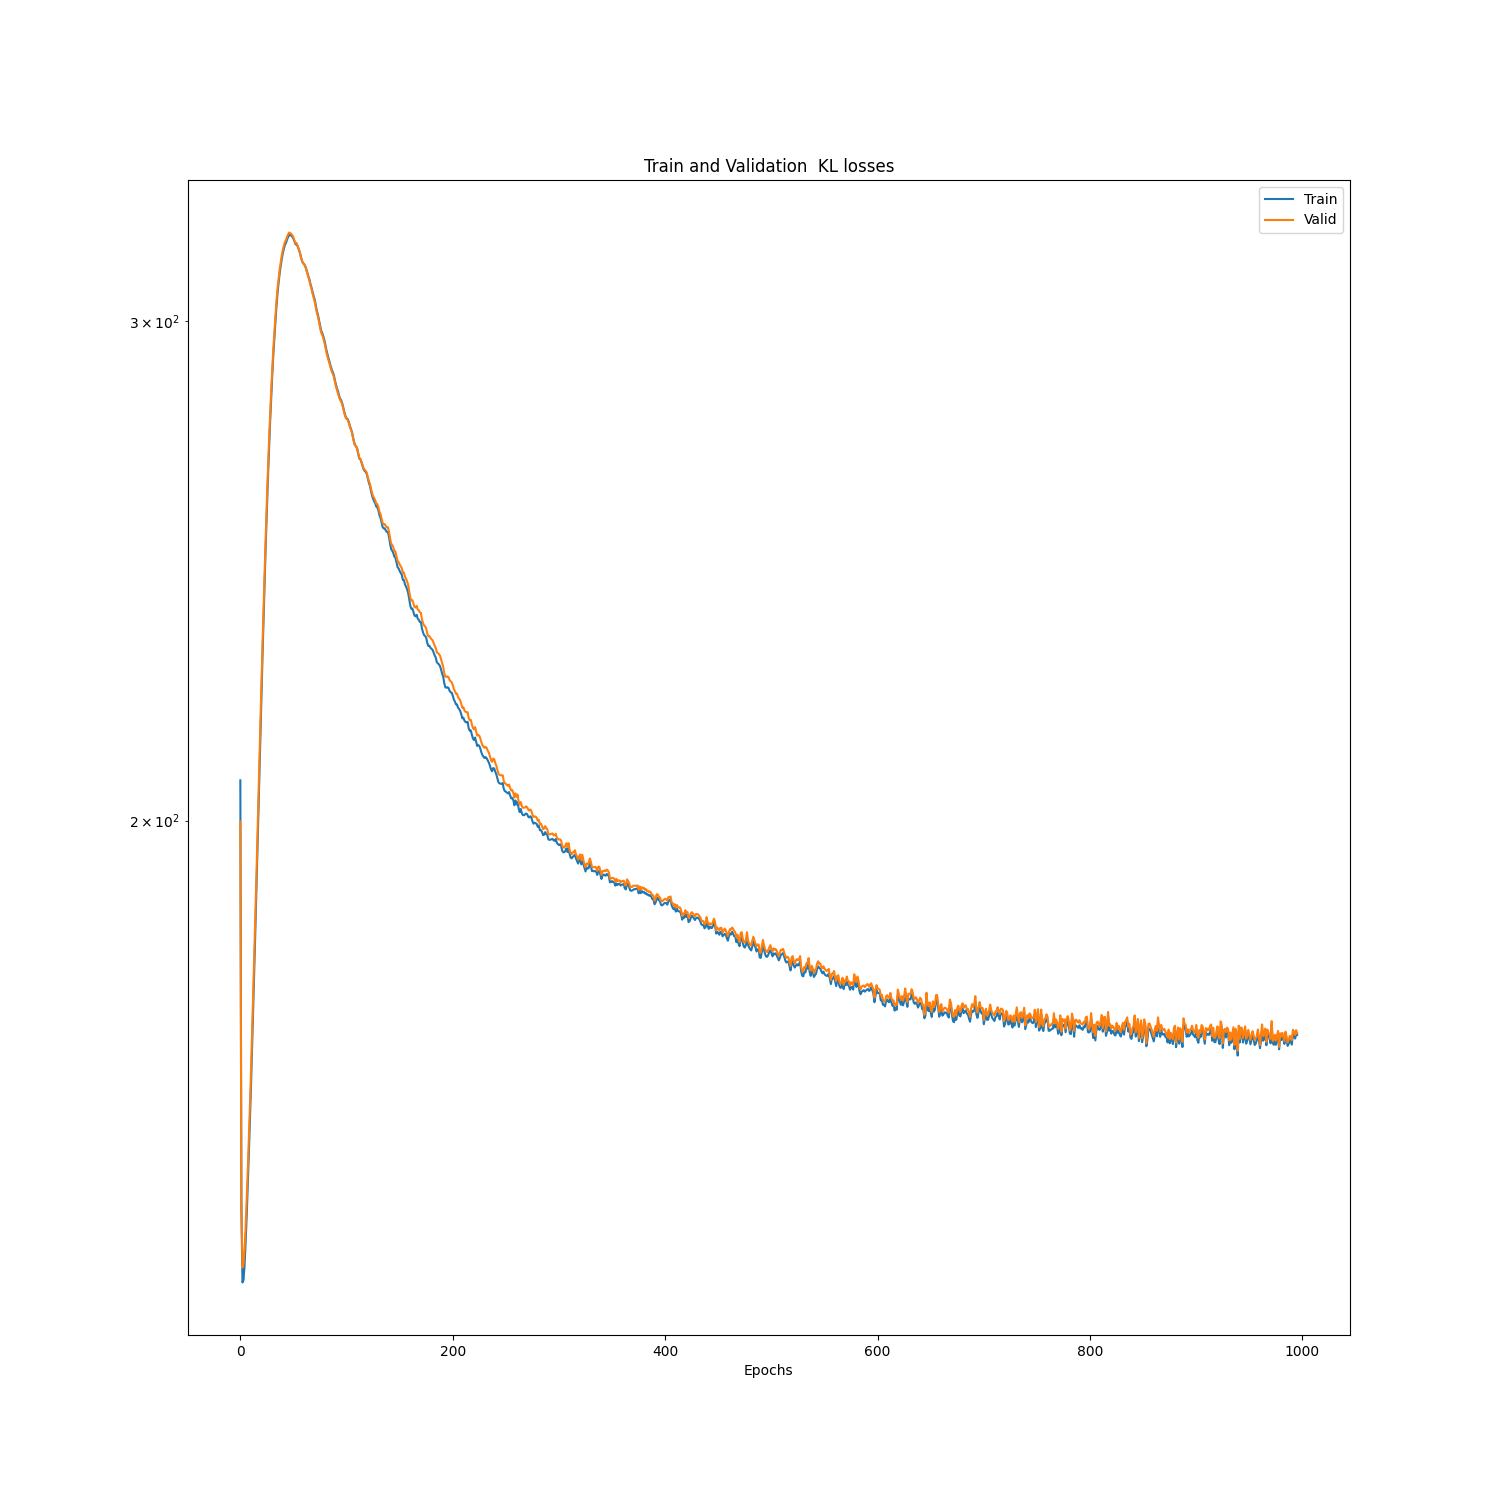 Train and Validation  KL losses
Train
Valid
3 × 10²
2 × 10²
0 200 400 600 800 1000
Epochs